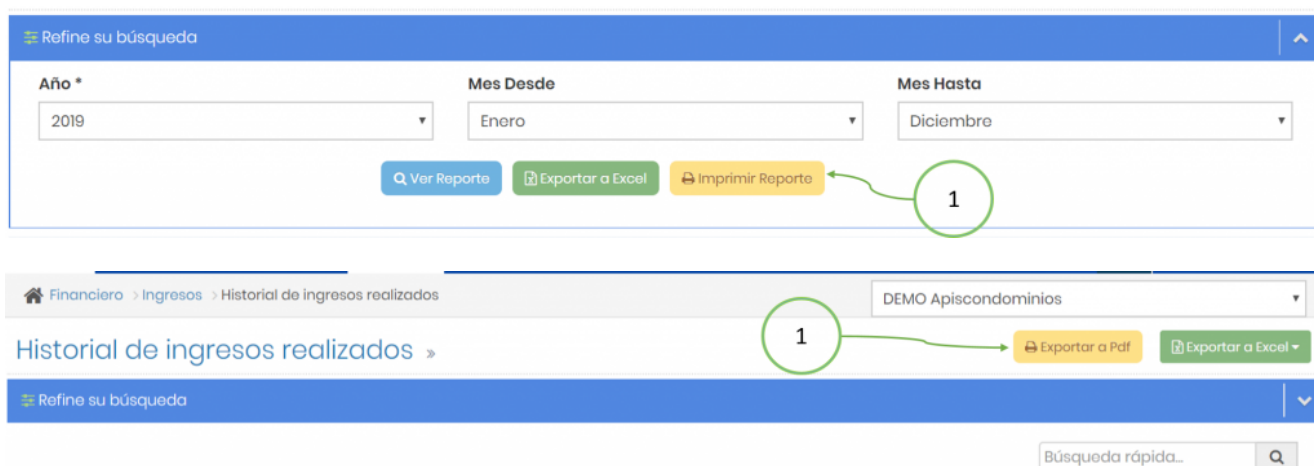 Refine su búsqueda
Año * Mes Desde Mes Hasta
2019 Enero Diciembre
Ver Reporte Exportar a Excel Imprimir Reporte
1
Financiero > Ingresos > Historial de ingresos realizados DEMO Apiscondominios
Historial de ingresos realizados » 1 Exportar a Pdf Exportar a Excel
Refine su búsqueda
Búsqueda rápida...